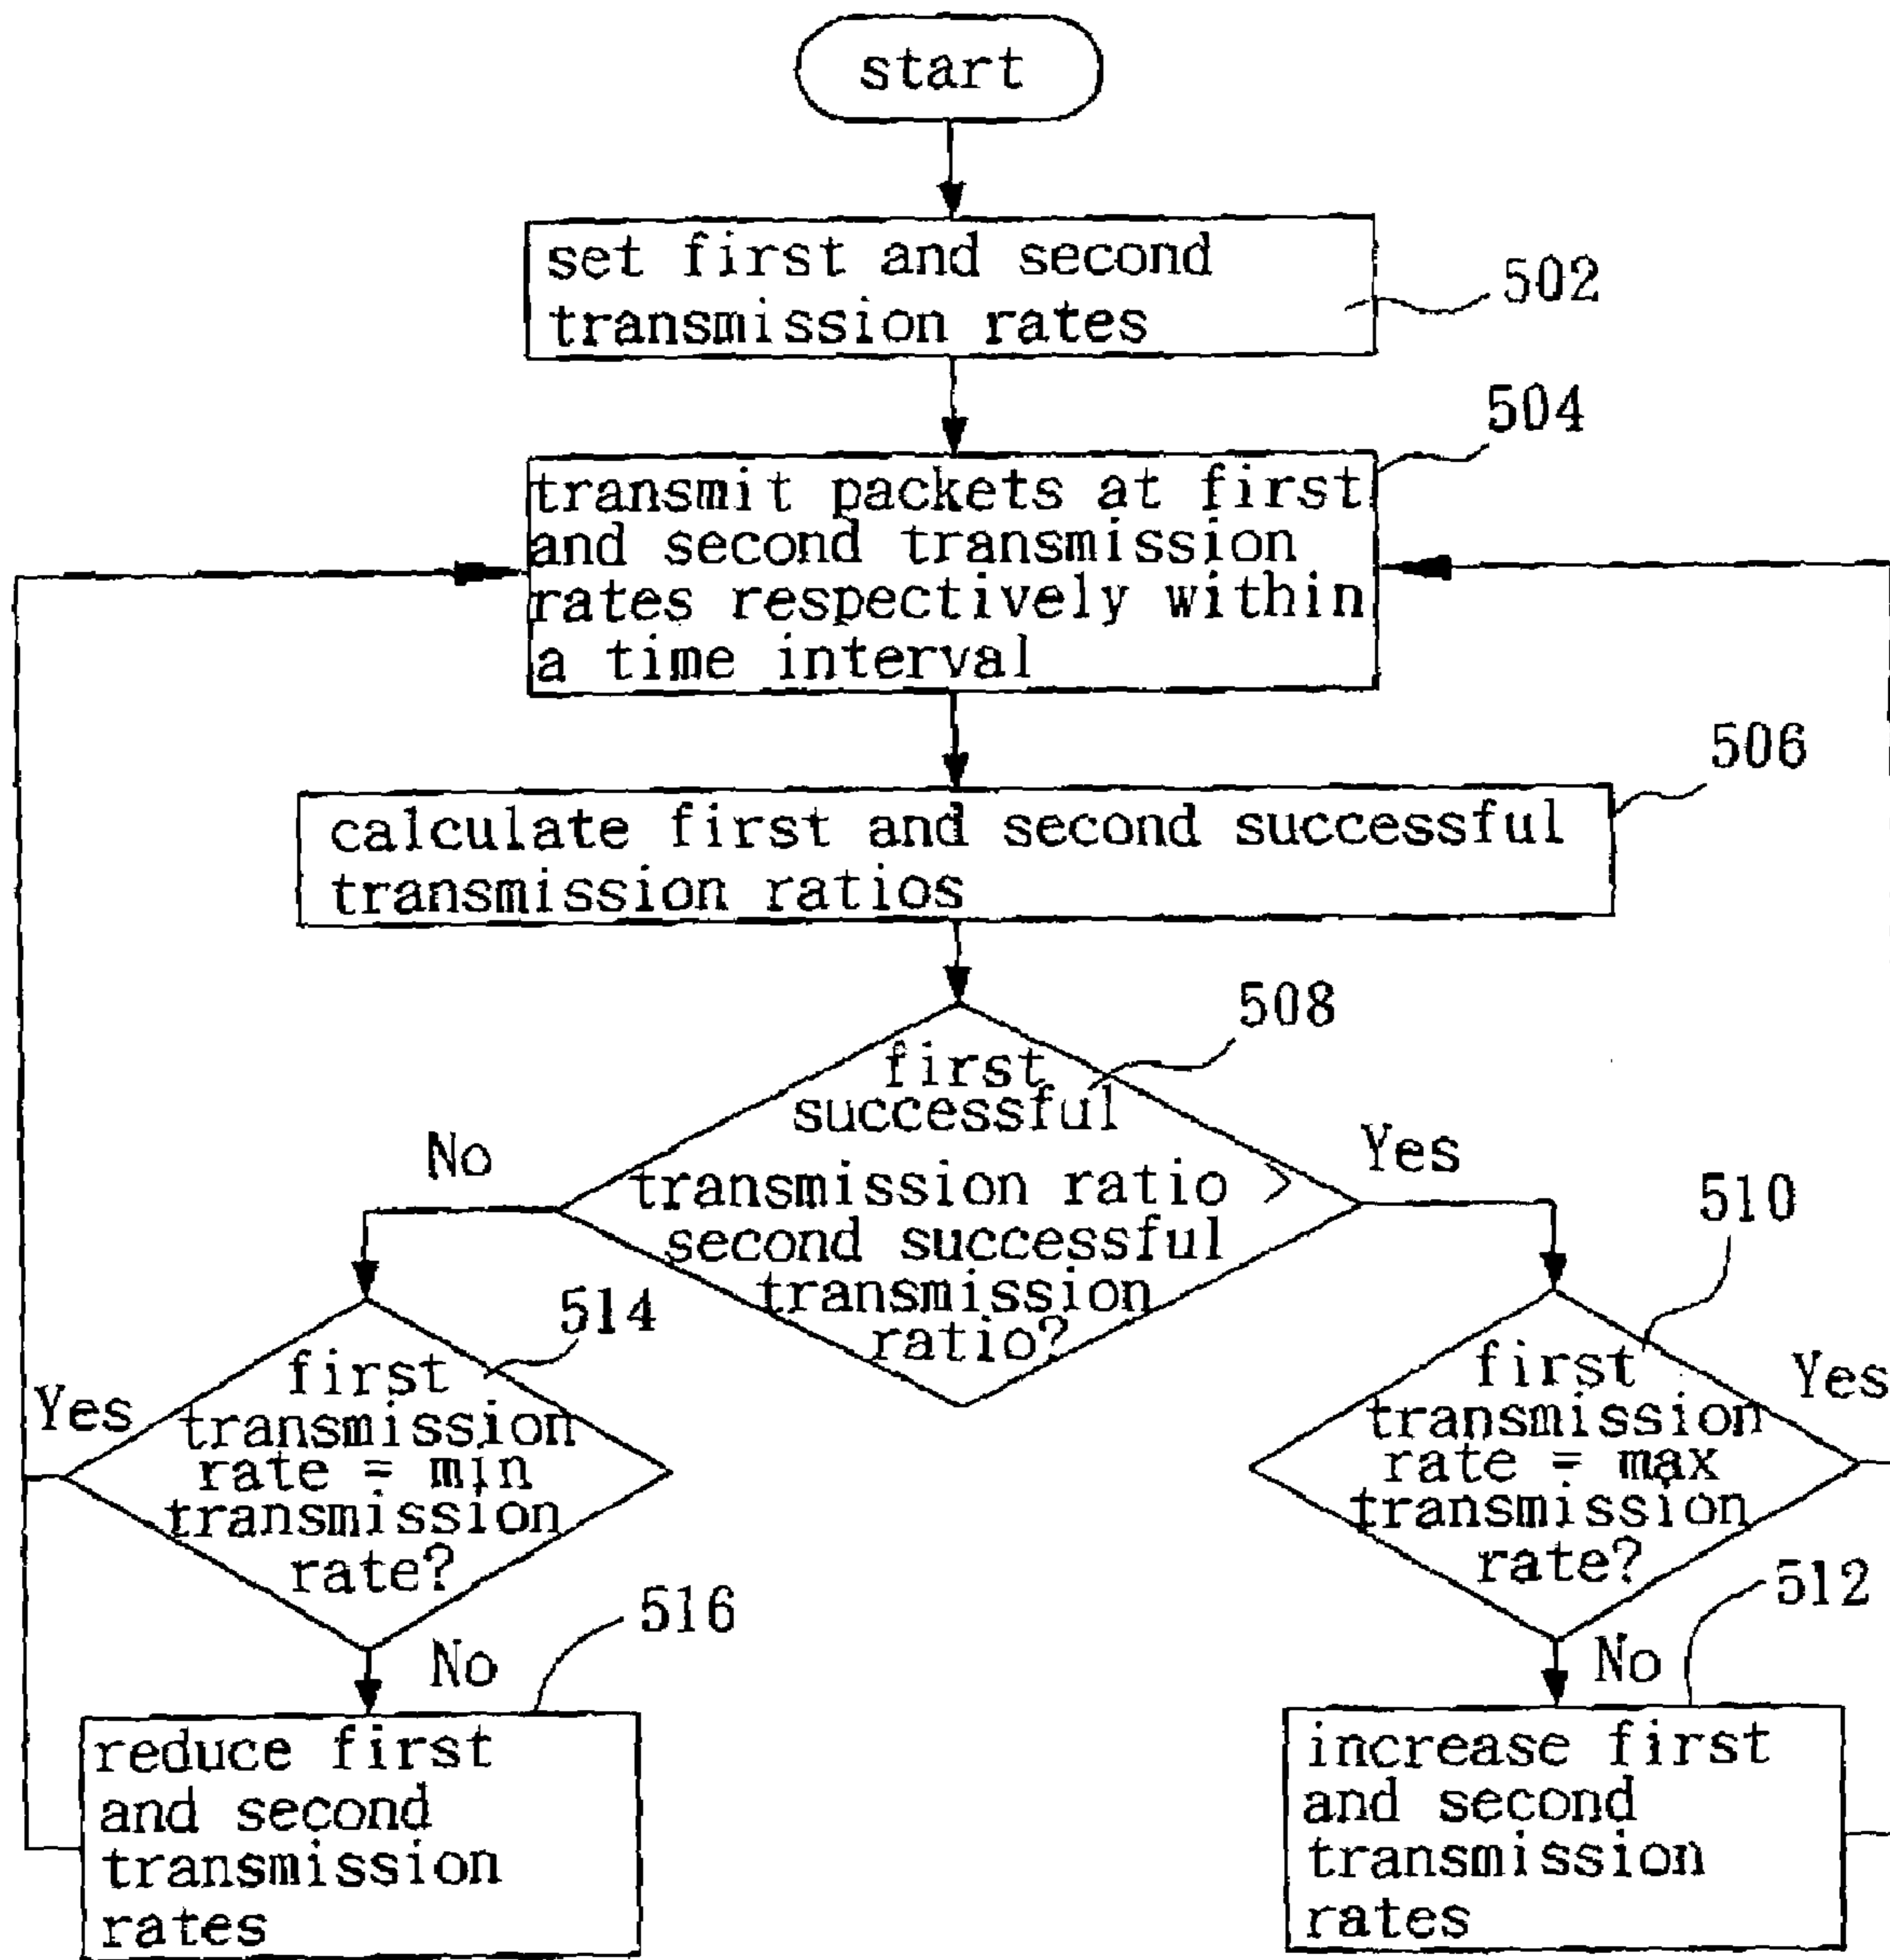 start
set first and second
transmission rates
502
504
transmit packets at first
and second transmission
rates respectively within
a time interval
506
calculate first and second successful
transmission ratios
508
first
successful
transmission ratio >
second successful
transmission
ratio?
No
Yes
514
first
transmission
rate = min
transmission
rate?
Yes
No
516
reduce first
and second
transmission
rates
510
first
transmission
rate = max
transmission
rate?
Yes
No
512
increase first
and second
transmission
rates